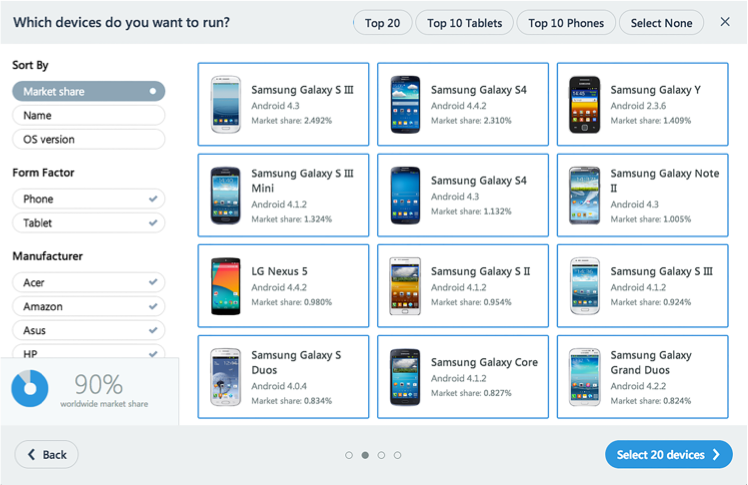 Which devices do you want to run?
Top 20
Top 10 Tablets
Top 10 Phones
Select None
Sort By
Market share
Name
OS version
Form Factor
Phone
Tablet
Manufacturer
Acer
Amazon
Asus
HP
90%
worldwide market share
Samsung Galaxy S III
Android 4.3
Market share: 2.492%
Samsung Galaxy S4
Android 4.4.2
Market share: 2.310%
Samsung Galaxy Y
Android 2.3.6
Market share: 1.409%
Samsung Galaxy S III
Mini
Android 4.1.2
Market share: 1.324%
Samsung Galaxy S4
Android 4.3
Market share: 1.132%
Samsung Galaxy Note
II
Android 4.3
Market share: 1.005%
LG Nexus 5
Android 4.4.2
Market share: 0.980%
Samsung Galaxy S II
Android 4.1.2
Market share: 0.954%
Samsung Galaxy S III
Android 4.1.2
Market share: 0.924%
Samsung Galaxy S
Duos
Android 4.0.4
Market share: 0.834%
Samsung Galaxy Core
Android 4.1.2
Market share: 0.827%
Samsung Galaxy
Grand Duos
Android 4.2.2
Market share: 0.824%
Back
Select 20 devices